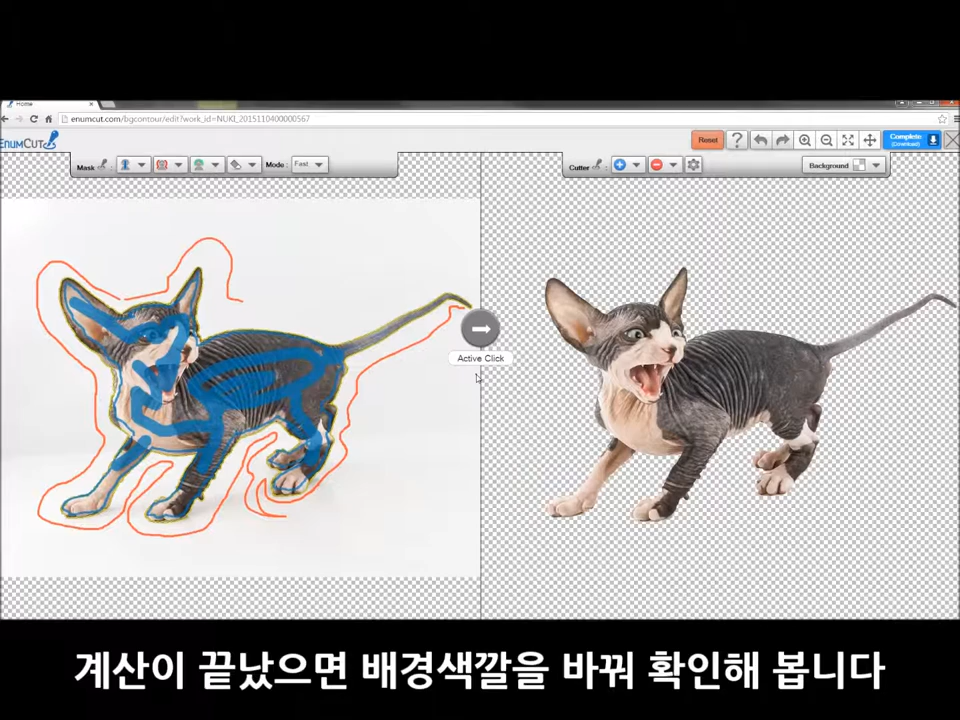 Home
enumcut.com/bgcontour/edit?work_id=NUKI_2015110400000567
ENUMCUT
Reset
?
Complete
(Download)
Mask
Mode :
Fast
Cutter
Background
Active Click
계산이 끝났으면 배경색깔을 바꿔 확인해 봅니다